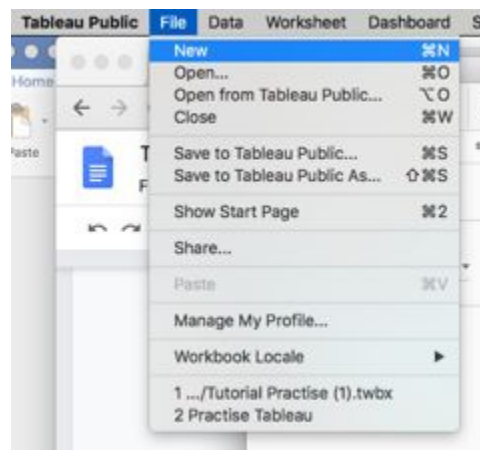 Tableau Public File Data Worksheet Dashboard S
New ⌘N
Open... ⌘O
Open from Tableau Public... ⌥O
Close ⌘W
Save to Tableau Public... ⌘S
Save to Tableau Public As... ⇧⌘S
Show Start Page ⌘2
Share...
Paste ⌘V
Manage My Profile...
Workbook Locale
1 .../Tutorial Practise (1).twbx
2 Practise Tableau
Home
Paste
T
F